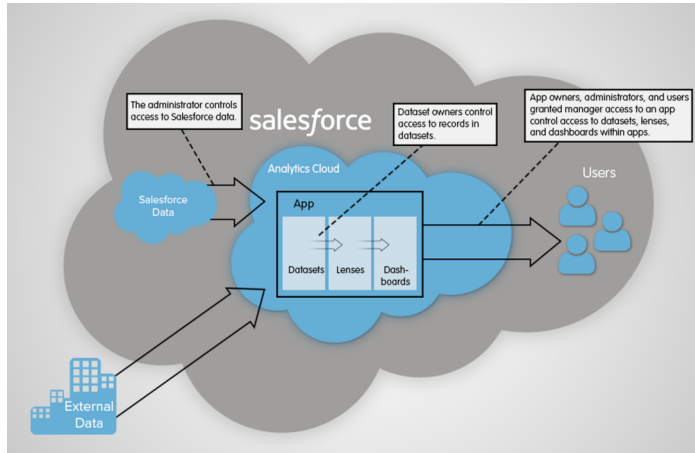 The administrator controls
access to Salesforce data.
salesforce
Dataset owners control
access to records in
datasets.
App owners, administrators, and users
granted manager access to an app
control access to datasets, lenses,
and dashboards within apps.
Analytics Cloud
Users
Salesforce
Data
App
Datasets
Lenses
Dash-
boards
External
Data